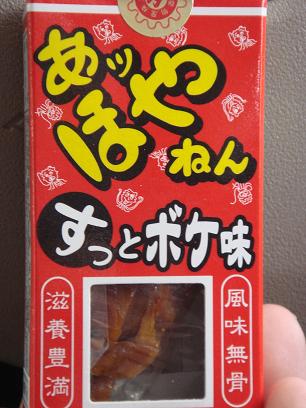 あッ
ほや
ねん
すっとボケ味
滋養豊満
風味無骨